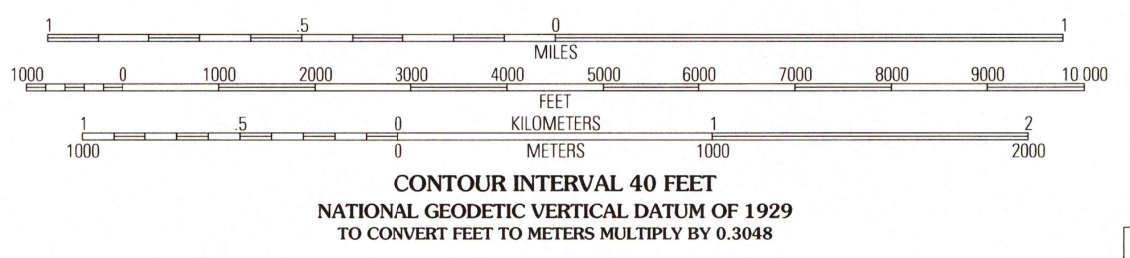 1 .5 0 1
MILES
1000 0 1000 2000 3000 4000 5000 6000 7000 8000 9000 10 000
FEET
1 .5 0 KILOMETERS 1 2
1000 0 METERS 1000 2000
CONTOUR INTERVAL 40 FEET
NATIONAL GEODETIC VERTICAL DATUM OF 1929
TO CONVERT FEET TO METERS MULTIPLY BY 0.3048